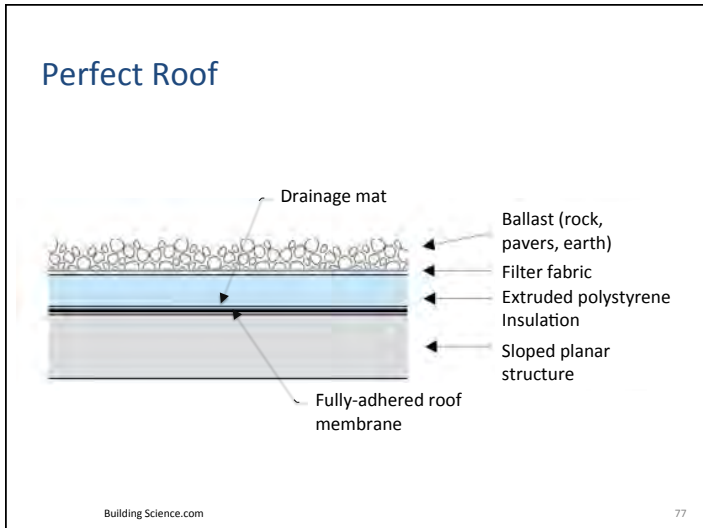 Perfect Roof
Drainage mat
Ballast (rock,
pavers, earth)
Filter fabric
Extruded polystyrene
Insulation
Sloped planar
structure
Fully-adhered roof
membrane
Building Science.com
77